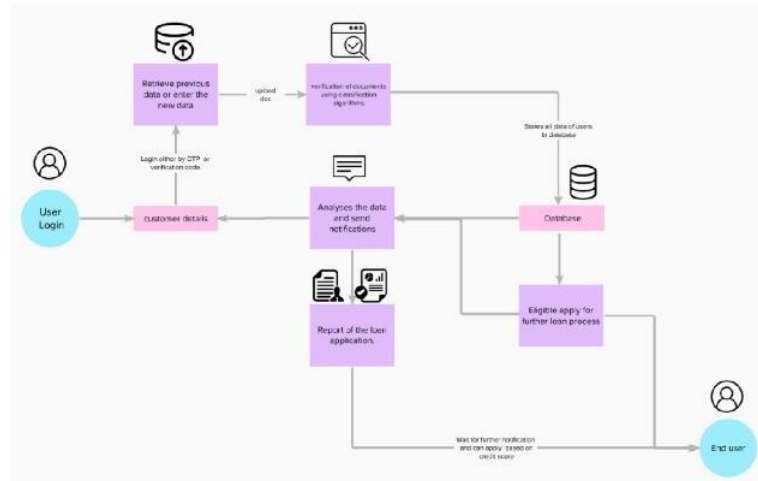 Retrieve previous
data or enter the
new data
upload
doc
verification of documents
using classification
algorithms
Stores all data of users
in database
Login either by OTP or
verification code
User
Login
customer details
Analyses the data
and send
notifications
Database
Eligible apply for
further loan process
Report of the loan
application.
Wait for further notification
and can apply based on
credit score
End user